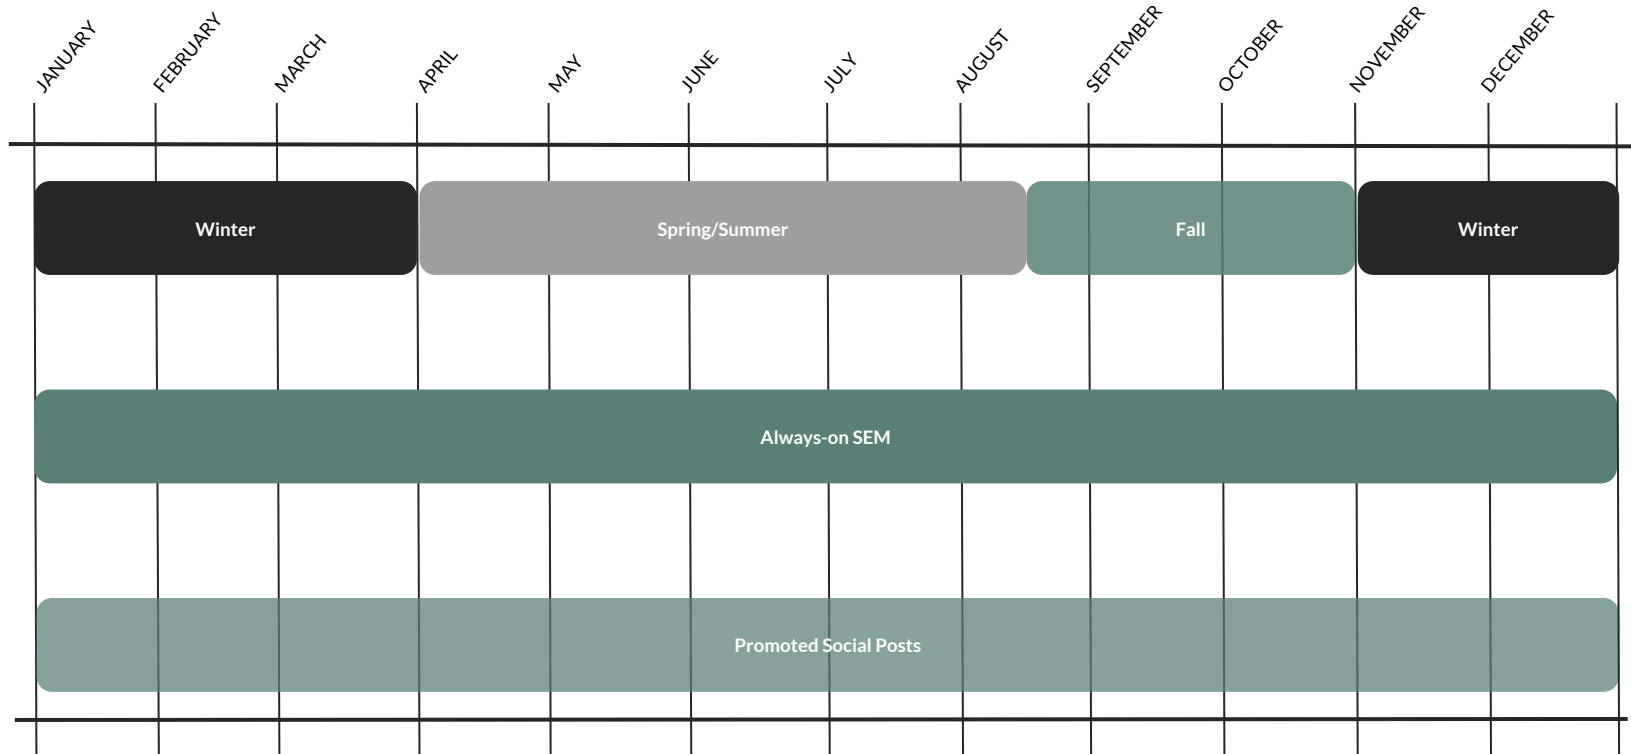 JANUARY
FEBRUARY
MARCH
APRIL
MAY
JUNE
JULY
AUGUST
SEPTEMBER
OCTOBER
NOVEMBER
DECEMBER
Winter
Spring/Summer
Fall
Winter
Always-on SEM
Promoted Social Posts